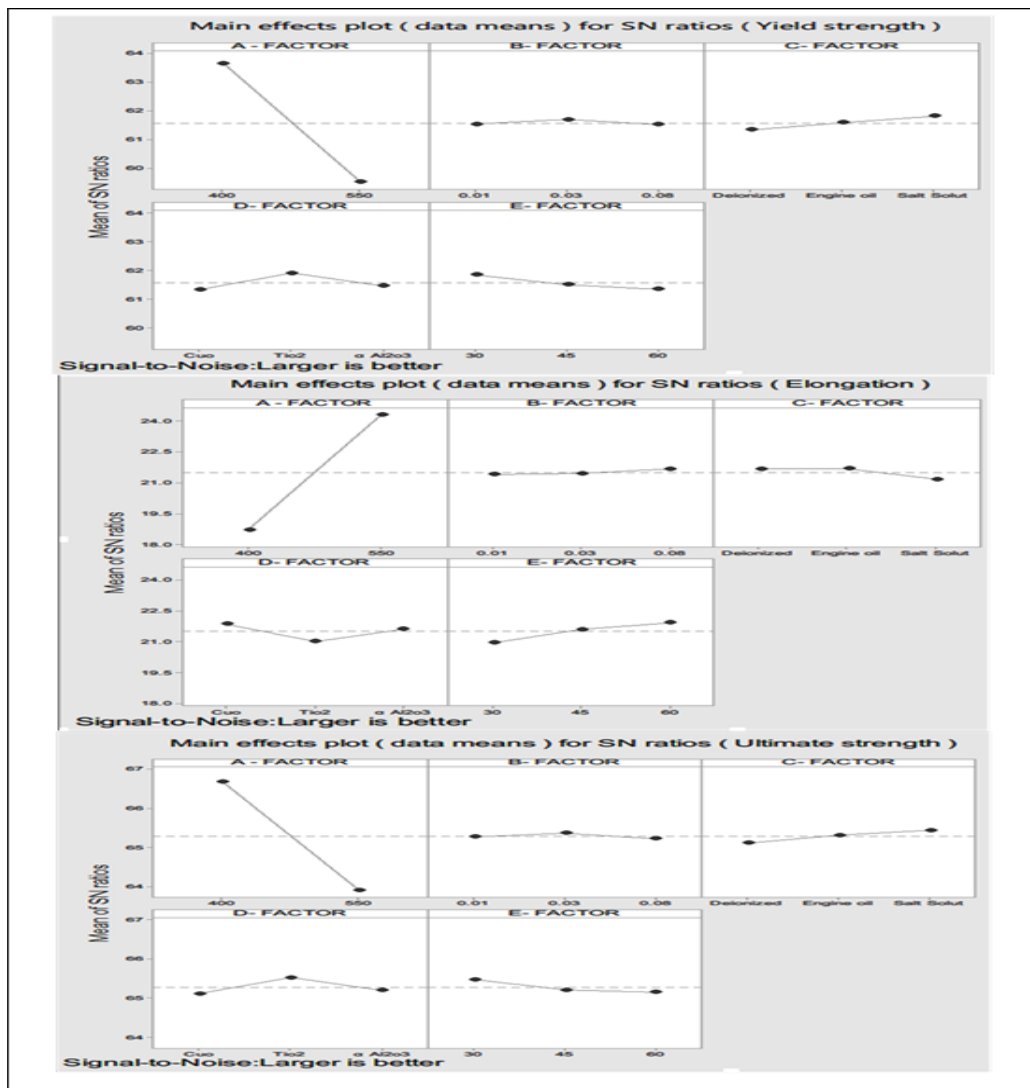 Main effects plot ( data means ) for SN ratios ( Yield strength )
A - FACTOR B- FACTOR C- FACTOR
64
63
62
61
60
Mean of SN ratios
400 550 0.01 0.03 0.08 Deionized Engine oil Salt Solut
D- FACTOR E- FACTOR
64
63
62
61
60
Cuo Tio2 α Al2o3 30 45 60
Signal-to-Noise:Larger is better
Main effects plot ( data means ) for SN ratios ( Elongation )
A - FACTOR B- FACTOR C- FACTOR
24.0
22.5
21.0
19.5
18.0
Mean of SN ratios
400 550 0.01 0.03 0.08 Deionized Engine oil Salt Solut
D- FACTOR E- FACTOR
24.0
22.5
21.0
19.5
18.0
Cuo Tio2 α Al2o3 30 45 60
Signal-to-Noise:Larger is better
Main effects plot ( data means ) for SN ratios ( Ultimate strength )
A - FACTOR B- FACTOR C- FACTOR
67
66
65
64
Mean of SN ratios
400 550 0.01 0.03 0.08 Deionized Engine oil Salt Solut
D- FACTOR E- FACTOR
67
66
65
64
Cuo Tio2 α Al2o3 30 45 60
Signal-to-Noise:Larger is better